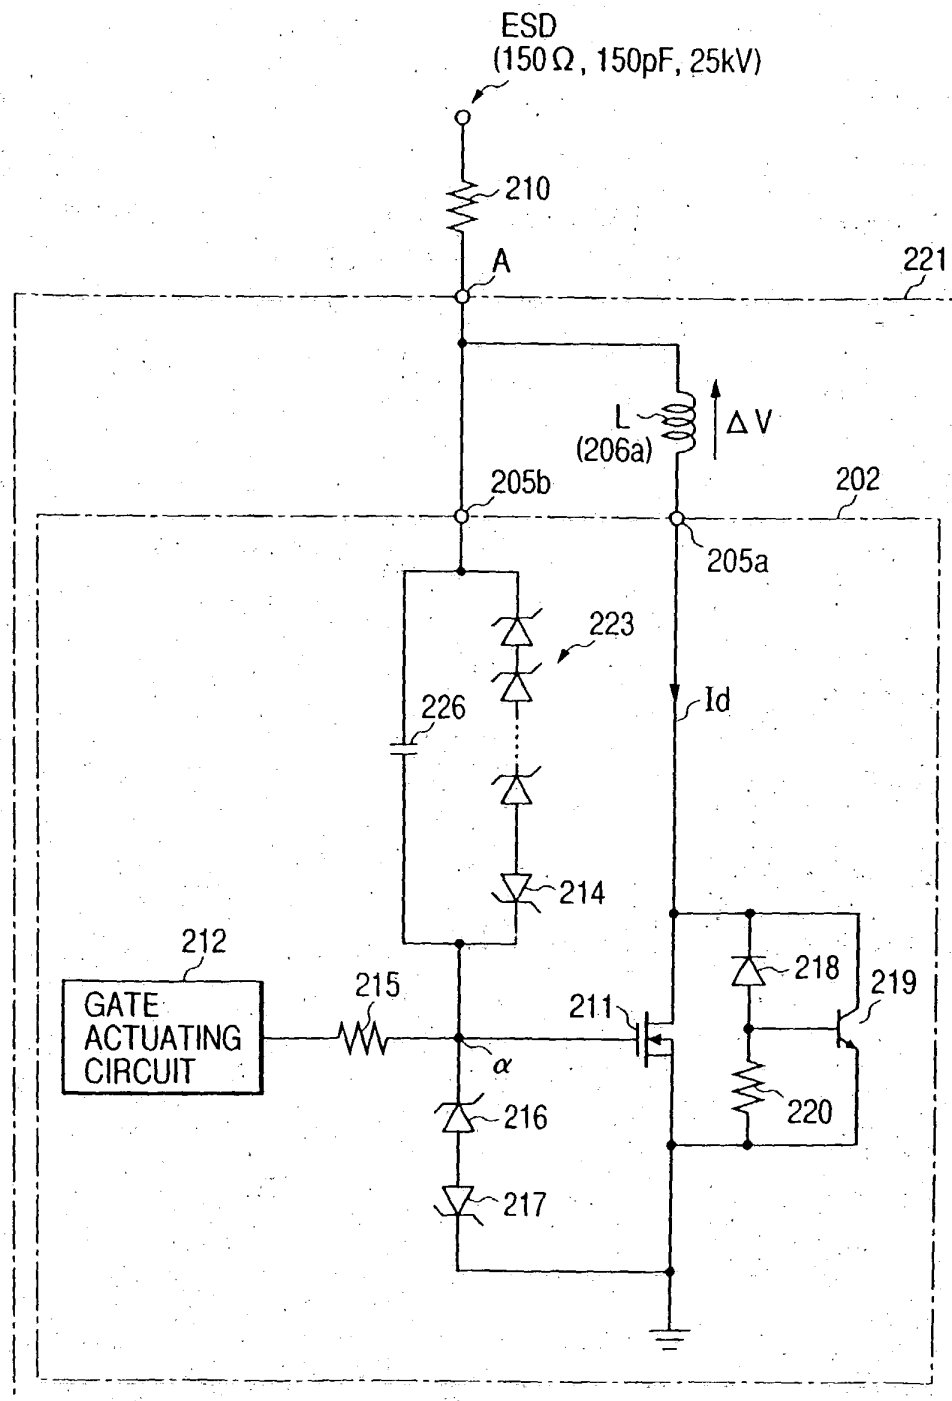 ESD
(150Ω, 150pF, 25kV)
210
A
221
L
(206a)
ΔV
205b
202
205a
223
Id
226
214
212
GATE
ACTUATING
CIRCUIT
215
α
211
218
219
220
216
217